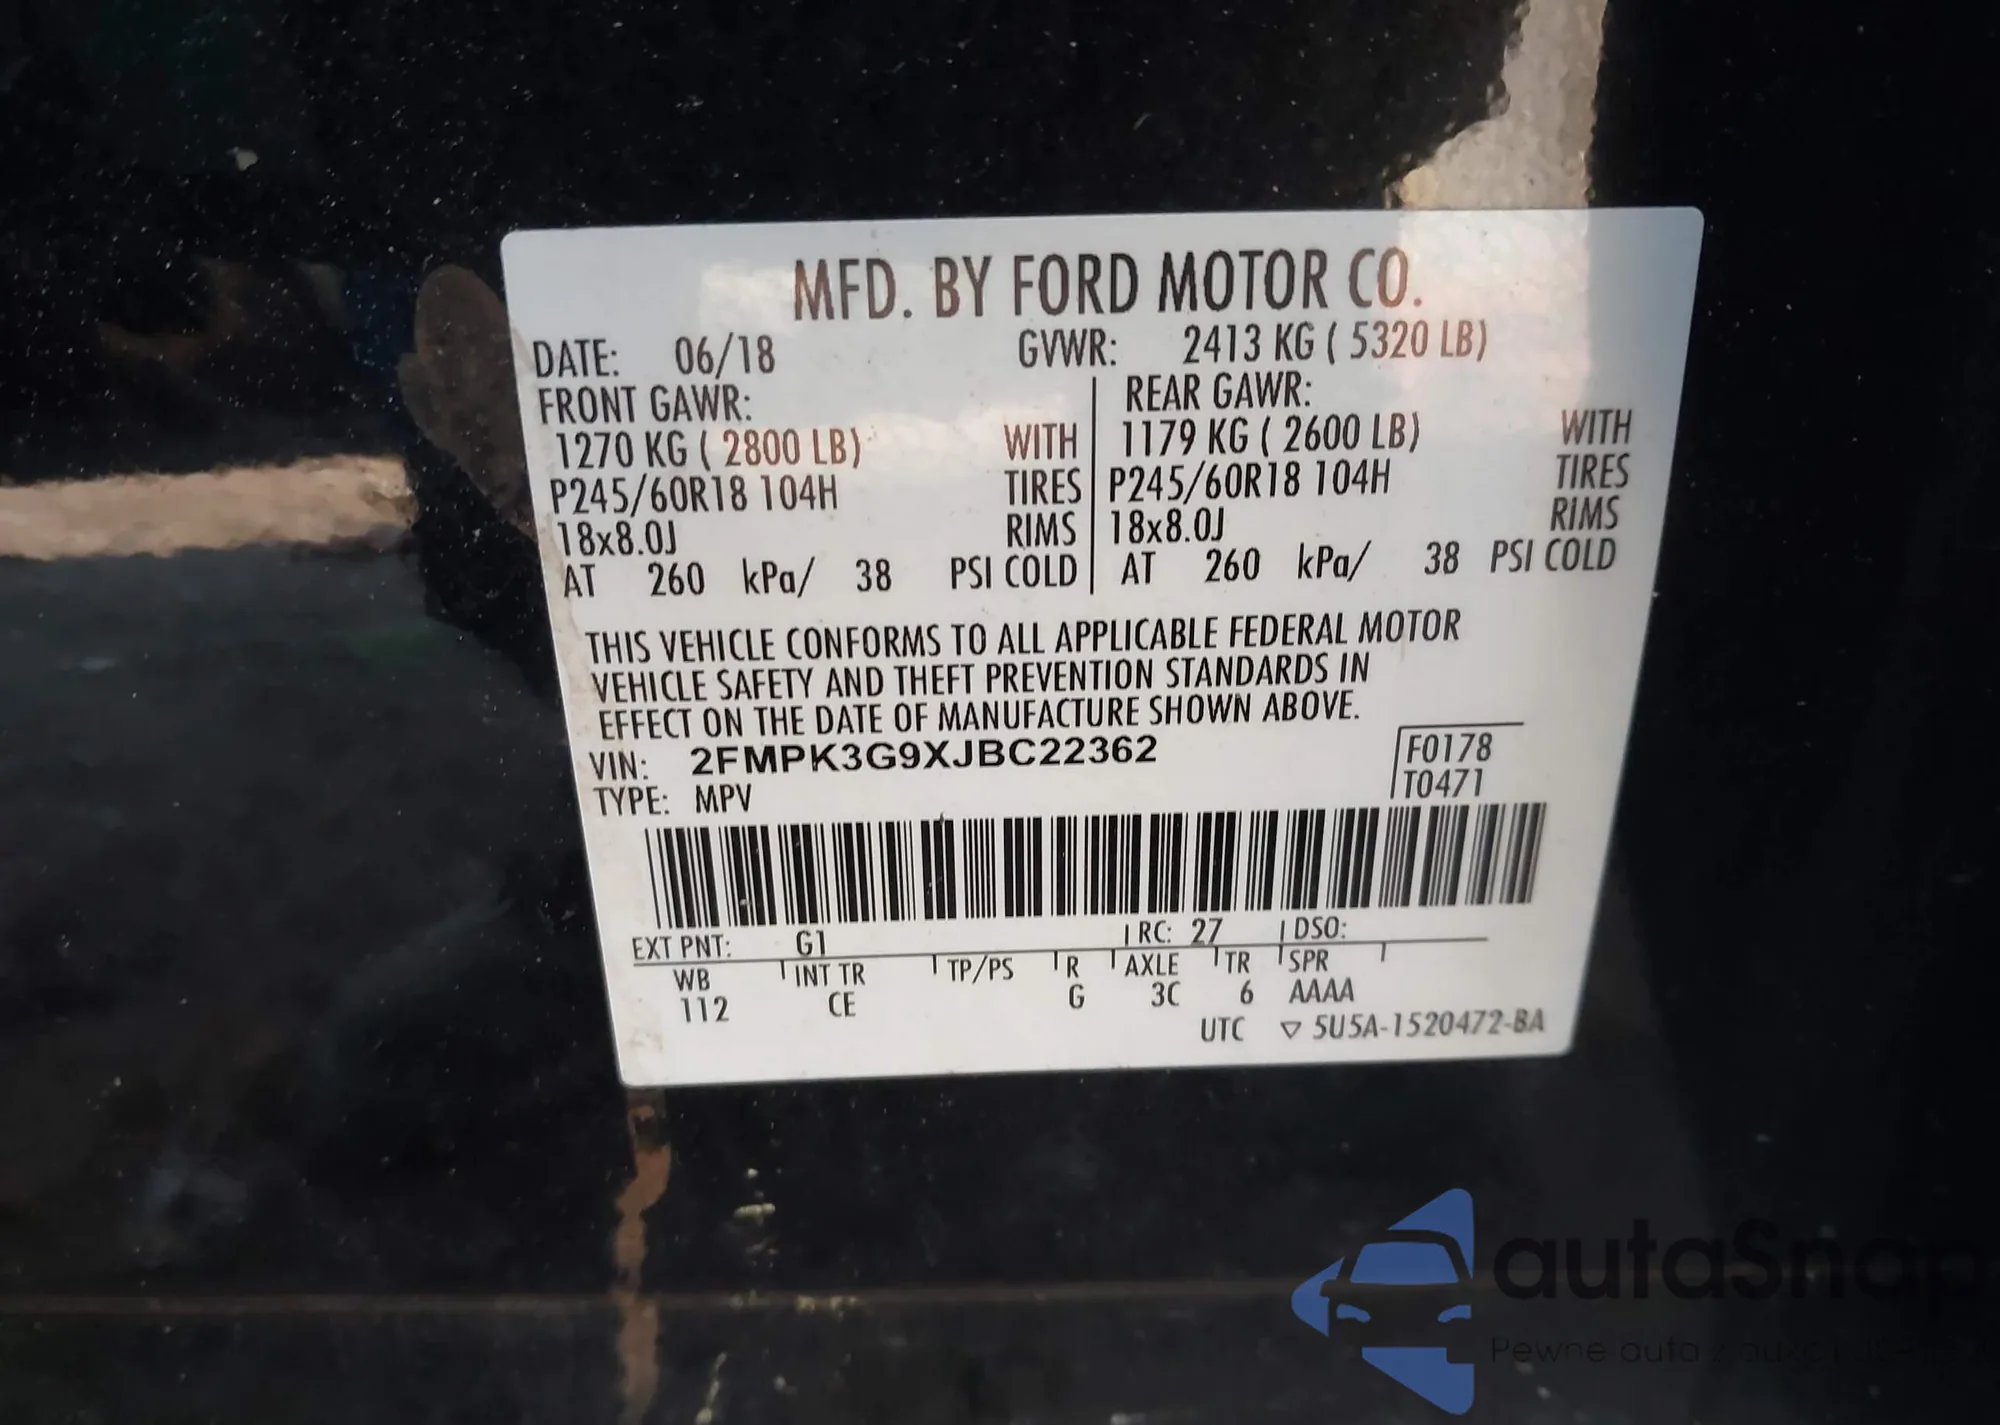 MFD. BY FORD MOTOR CO.
DATE: 06/18 GVWR: 2413 KG ( 5320 LB)
FRONT GAWR: REAR GAWR:
1270 KG ( 2800 LB) WITH 1179 KG ( 2600 LB) WITH
P245/60R18 104H TIRES P245/60R18 104H TIRES
18x8.0J RIMS 18x8.0J RIMS
AT 260 kPa/ 38 PSI COLD AT 260 kPa/ 38 PSI COLD
THIS VEHICLE CONFORMS TO ALL APPLICABLE FEDERAL MOTOR
VEHICLE SAFETY AND THEFT PREVENTION STANDARDS IN
EFFECT ON THE DATE OF MANUFACTURE SHOWN ABOVE.
VIN: 2FMPK3G9XJBC22362 F0178
TYPE: MPV T0471
EXT PNT: G1 RC: 27 DSO:
WB INT TR TP/PS R AXLE TR SPR
112 CE G 3C 6 AAAA
UTC ▽ 5U5A-1520472-BA
autaSnap
Pewne auto